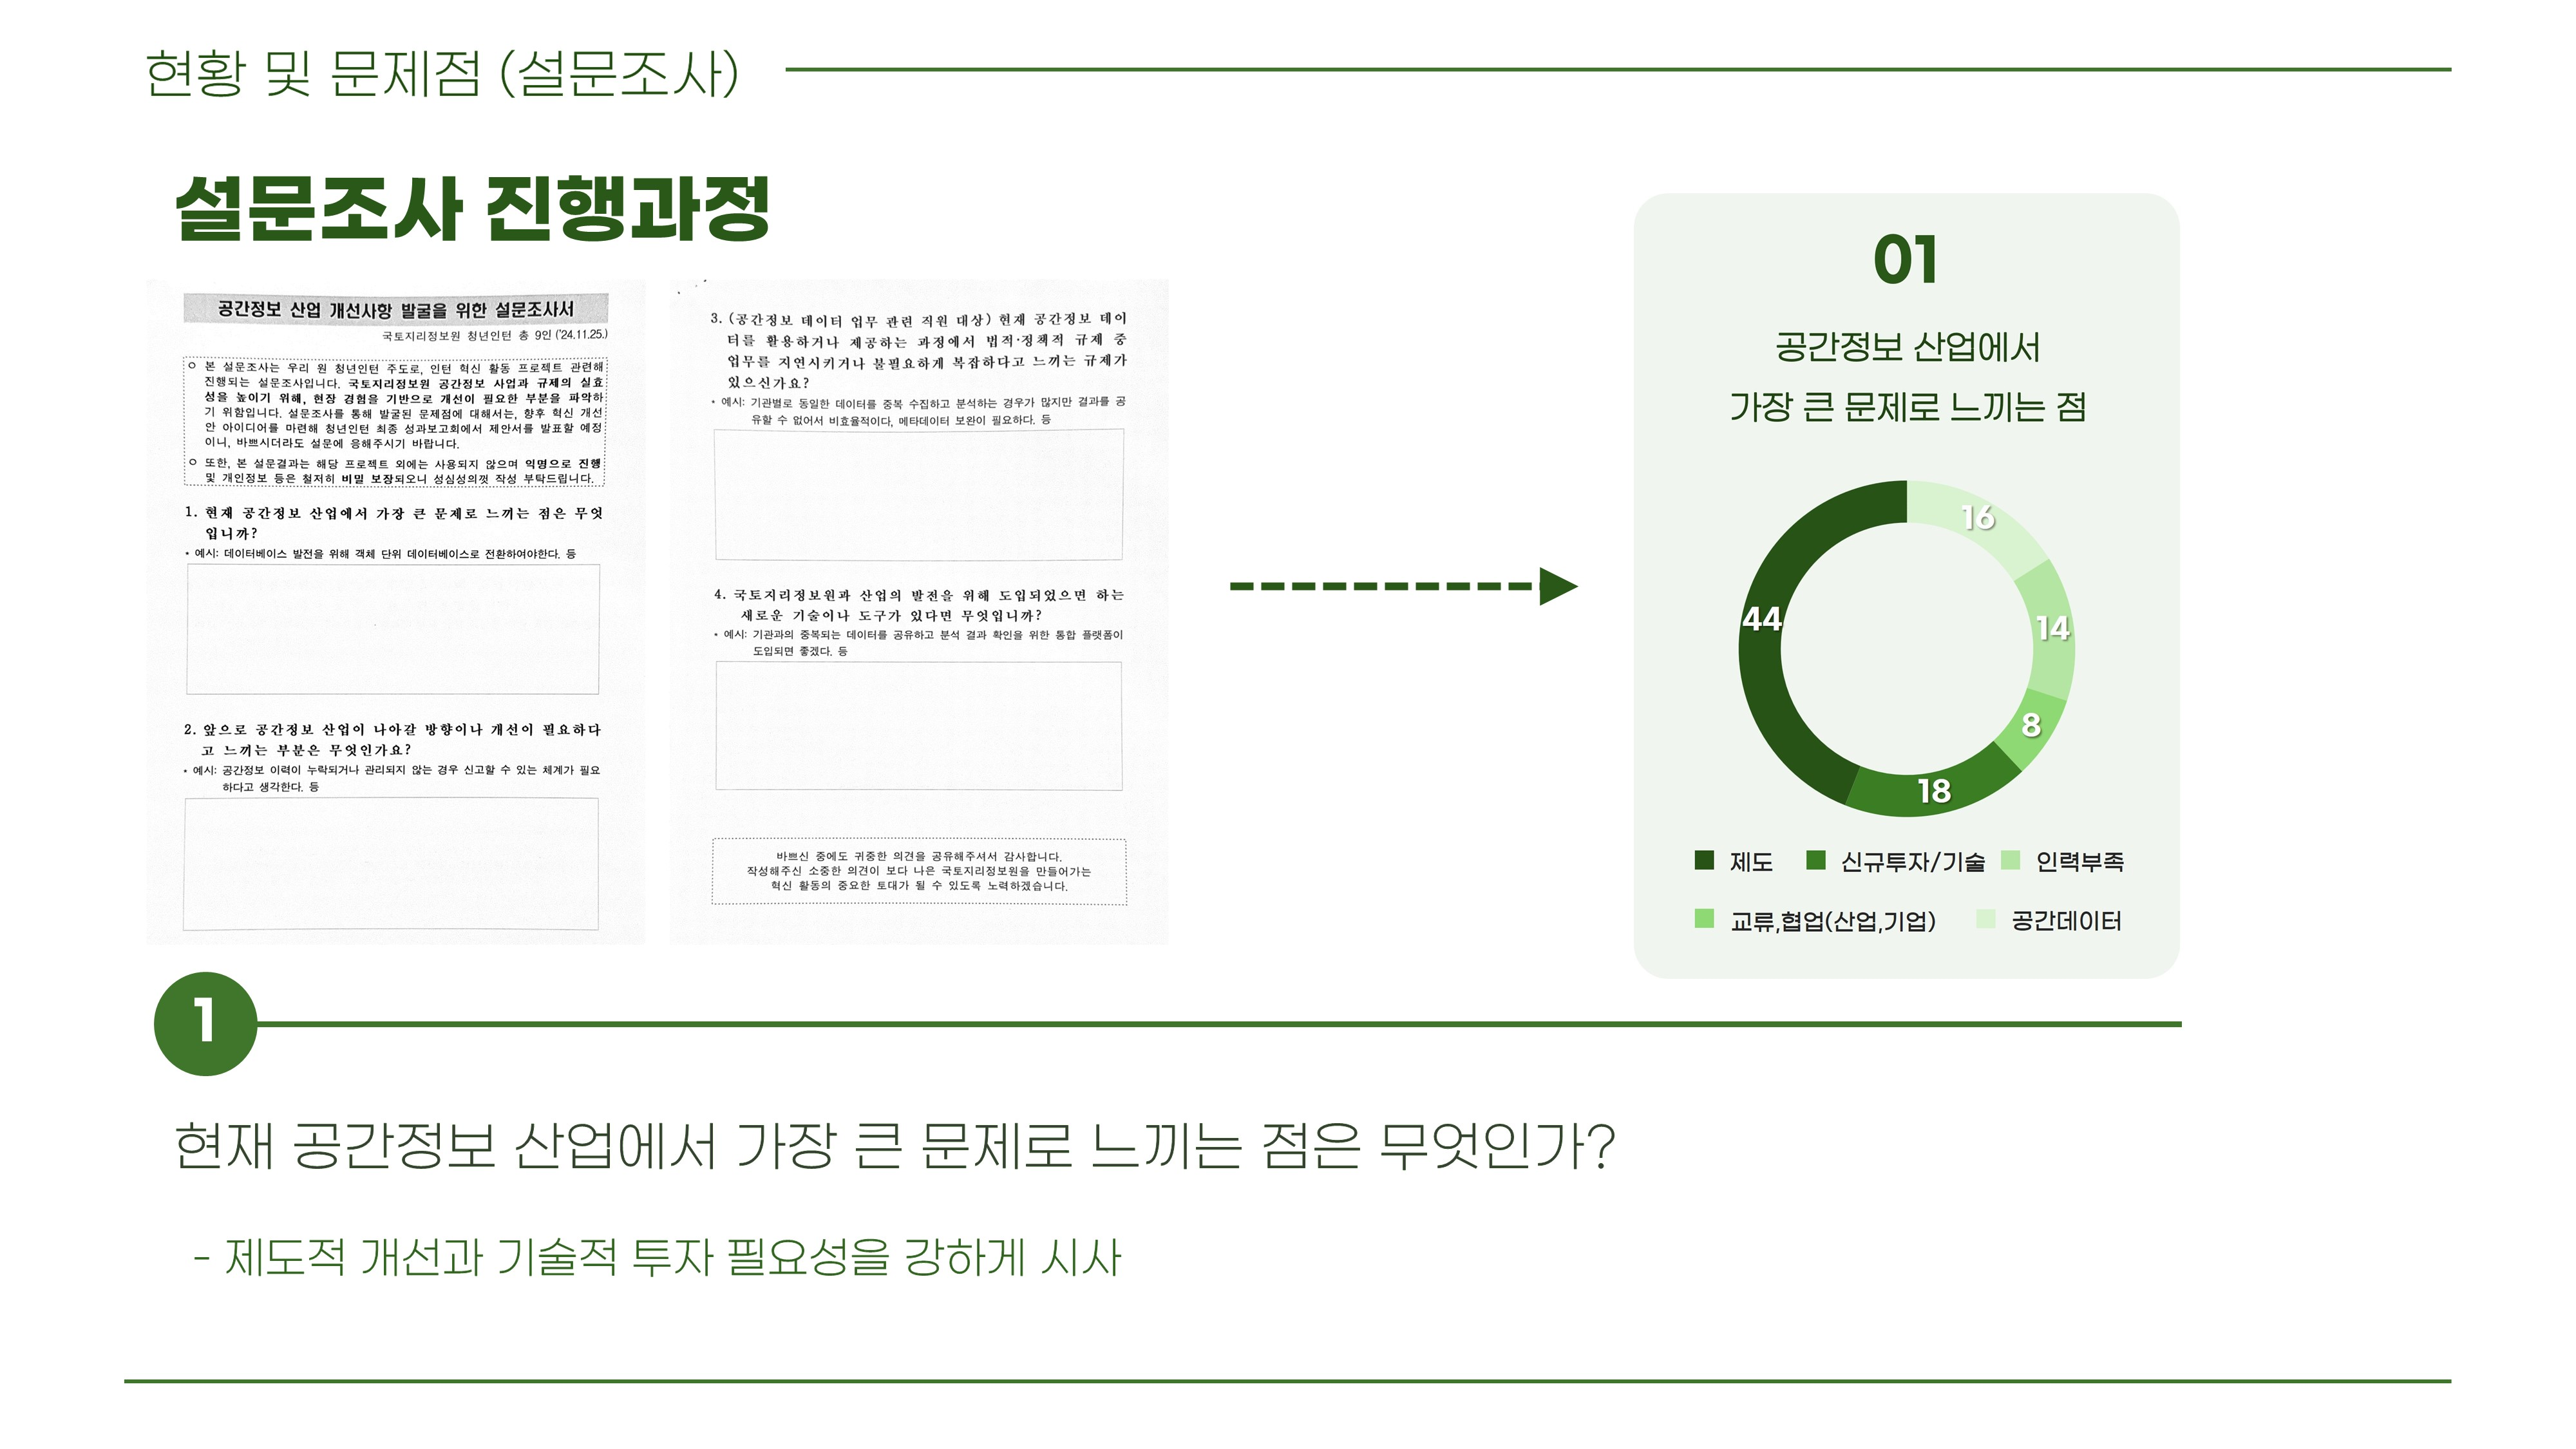 현황 및 문제점 (설문조사)
설문조사 진행과정
공간정보 산업 개선사항 발굴을 위한 설문조사서
국토지리정보원 청년인턴 총 9인 ('24.11.25.)
○ 본 설문조사는 우리 원 청년인턴 주도로, 인턴 혁신 활동 프로젝트 관련해
진행되는 설문조사입니다. 국토지리정보원 공간정보 사업과 규제의 실효
성을 높이기 위해, 현장 경험을 기반으로 개선이 필요한 부분을 파악하
기 위함입니다. 설문조사를 통해 발굴된 문제점에 대해서는, 향후 혁신 개선
안 아이디어를 마련해 청년인턴 최종 성과보고회에서 제안서를 발표할 예정
이니, 바쁘시더라도 설문에 응해주시기 바랍니다.
○ 또한, 본 설문결과는 해당 프로젝트 외에는 사용되지 않으며 익명으로 진행
및 개인정보 등은 철저히 비밀 보장되오니 성심성의껏 작성 부탁드립니다.
1. 현재 공간정보 산업에서 가장 큰 문제로 느끼는 점은 무엇
입니까?
* 예시: 데이터베이스 발전을 위해 객체 단위 데이터베이스로 전환하여야한다. 등
2. 앞으로 공간정보 산업이 나아갈 방향이나 개선이 필요하다
고 느끼는 부분은 무엇인가요?
* 예시: 공간정보 이력이 누락되거나 관리되지 않는 경우 신고할 수 있는 체계가 필요
하다고 생각한다. 등
3. (공간정보 데이터 업무 관련 직원 대상) 현재 공간정보 데이
터를 활용하거나 제공하는 과정에서 법적·정책적 규제 중
업무를 지연시키거나 불필요하게 복잡하다고 느끼는 규제가
있으신가요?
* 예시: 기관별로 동일한 데이터를 중복 수집하고 분석하는 경우가 많지만 결과를 공
유할 수 없어서 비효율적이다, 메타데이터 보완이 필요하다. 등
4. 국토지리정보원과 산업의 발전을 위해 도입되었으면 하는
새로운 기술이나 도구가 있다면 무엇입니까?
* 예시: 기관과의 중복되는 데이터를 공유하고 분석 결과 확인을 위한 통합 플랫폼이
도입되면 좋겠다. 등
바쁘신 중에도 귀중한 의견을 공유해주셔서 감사합니다.
작성해주신 소중한 의견이 보다 나은 국토지리정보원을 만들어가는
혁신 활동의 중요한 토대가 될 수 있도록 노력하겠습니다.
01
공간정보 산업에서
가장 큰 문제로 느끼는 점
16
44
14
8
18
제도 신규투자/기술 인력부족
교류,협업(산업,기업) 공간데이터
1
현재 공간정보 산업에서 가장 큰 문제로 느끼는 점은 무엇인가?
- 제도적 개선과 기술적 투자 필요성을 강하게 시사